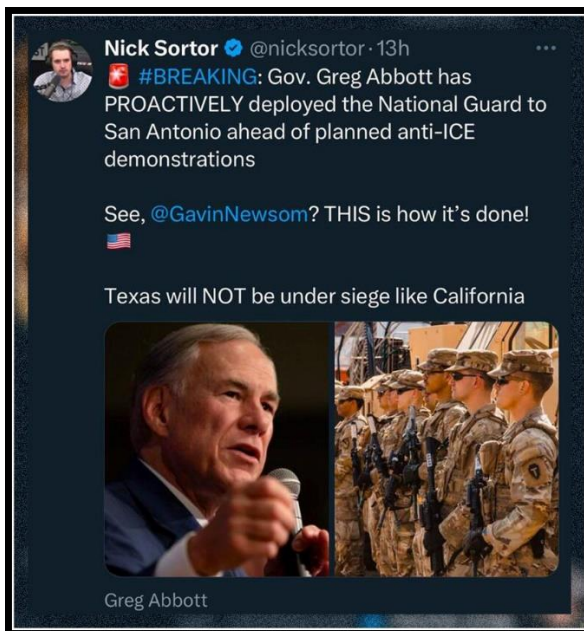 Nick Sortor @nicksortor · 13h
🚨 #BREAKING: Gov. Greg Abbott has
PROACTIVELY deployed the National Guard to
San Antonio ahead of planned anti-ICE
demonstrations
See, @GavinNewsom? THIS is how it’s done!
🇺🇸
Texas will NOT be under siege like California
Greg Abbott